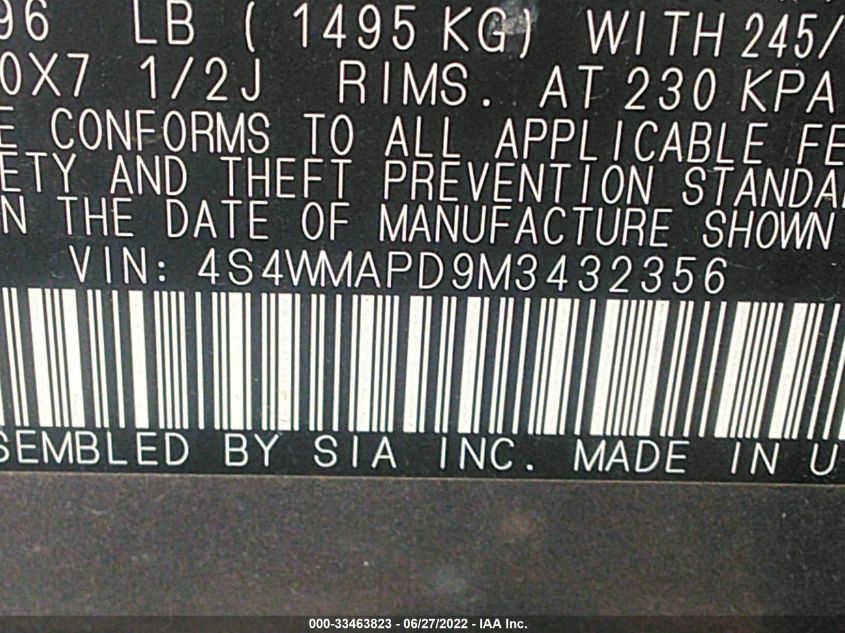 96 LB ( 1495 KG) WITH 245/
0X7 1/2J RIMS. AT 230 KPA
E CONFORMS TO ALL APPLICABLE FE
ETY AND THEFT PREVENTION STANDA
N THE DATE OF MANUFACTURE SHOWN
VIN: 4S4WMAPD9M3432356
SEMBLED BY SIA INC. MADE IN U
000-33463823 - 06/27/2022 - IAA Inc.